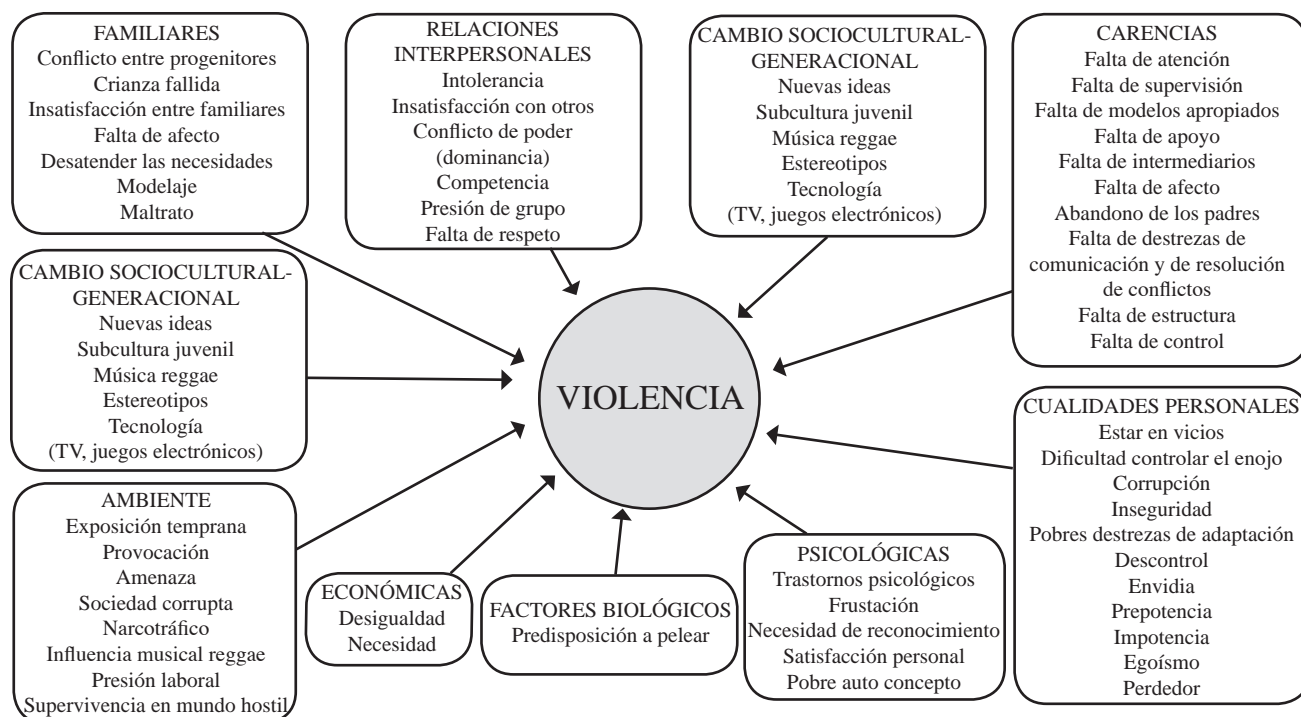 FAMILIARES
Conflicto entre progenitores
Crianza fallida
Insatisfacción entre familiares
Falta de afecto
Desatender las necesidades
Modelaje
Maltrato
RELACIONES
INTERPERSONALES
Intolerancia
Insatisfacción con otros
Conflicto de poder
(dominancia)
Competencia
Presión de grupo
Falta de respeto
CAMBIO SOCIOCULTURAL-
GENERACIONAL
Nuevas ideas
Subcultura juvenil
Música reggae
Estereotipos
Tecnología
(TV, juegos electrónicos)
CARENCIAS
Falta de atención
Falta de supervisión
Falta de modelos apropiados
Falta de apoyo
Falta de intermediarios
Falta de afecto
Abandono de los padres
Falta de destrezas de
comunicación y de resolución
de conflictos
Falta de estructura
Falta de control
CAMBIO SOCIOCULTURAL-
GENERACIONAL
Nuevas ideas
Subcultura juvenil
Música reggae
Estereotipos
Tecnología
(TV, juegos electrónicos)
VIOLENCIA
CUALIDADES PERSONALES
Estar en vicios
Dificultad controlar el enojo
Corrupción
Inseguridad
Pobres destrezas de adaptación
Descontrol
Envidia
Prepotencia
Impotencia
Egoísmo
Perdedor
AMBIENTE
Exposición temprana
Provocación
Amenaza
Sociedad corrupta
Narcotráfico
Influencia musical reggae
Presión laboral
Supervivencia en mundo hostil
ECONÓMICAS
Desigualdad
Necesidad
FACTORES BIOLÓGICOS
Predisposición a pelear
PSICOLÓGICAS
Trastornos psicológicos
Frustación
Necesidad de reconocimiento
Satisfacción personal
Pobre auto concepto